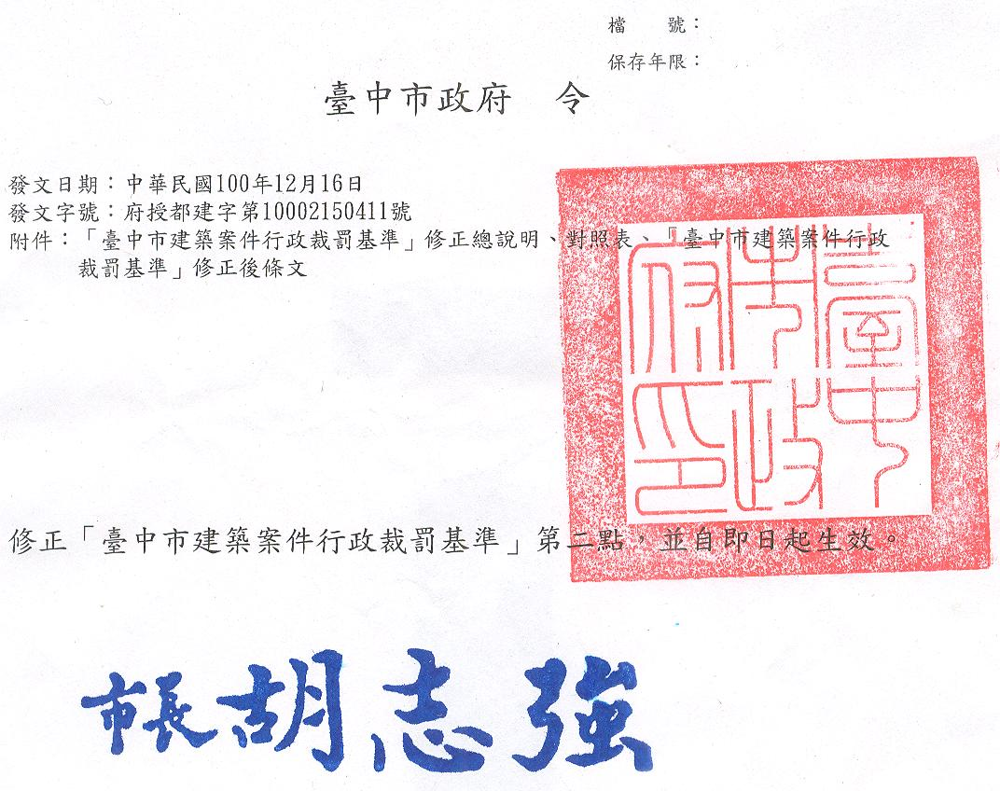 檔　　號：
保存年限：
臺中市政府　令
發文日期：中華民國100年12月16日
發文字號：府授都建字第10002150411號
附件：「臺中市建築案件行政裁罰基準」修正總說明、對照表、「臺中市建築案件行政
裁罰基準」修正後條文
臺中市政府印
修正「臺中市建築案件行政裁罰基準」第二點，並自即日起生效。
市長胡志強